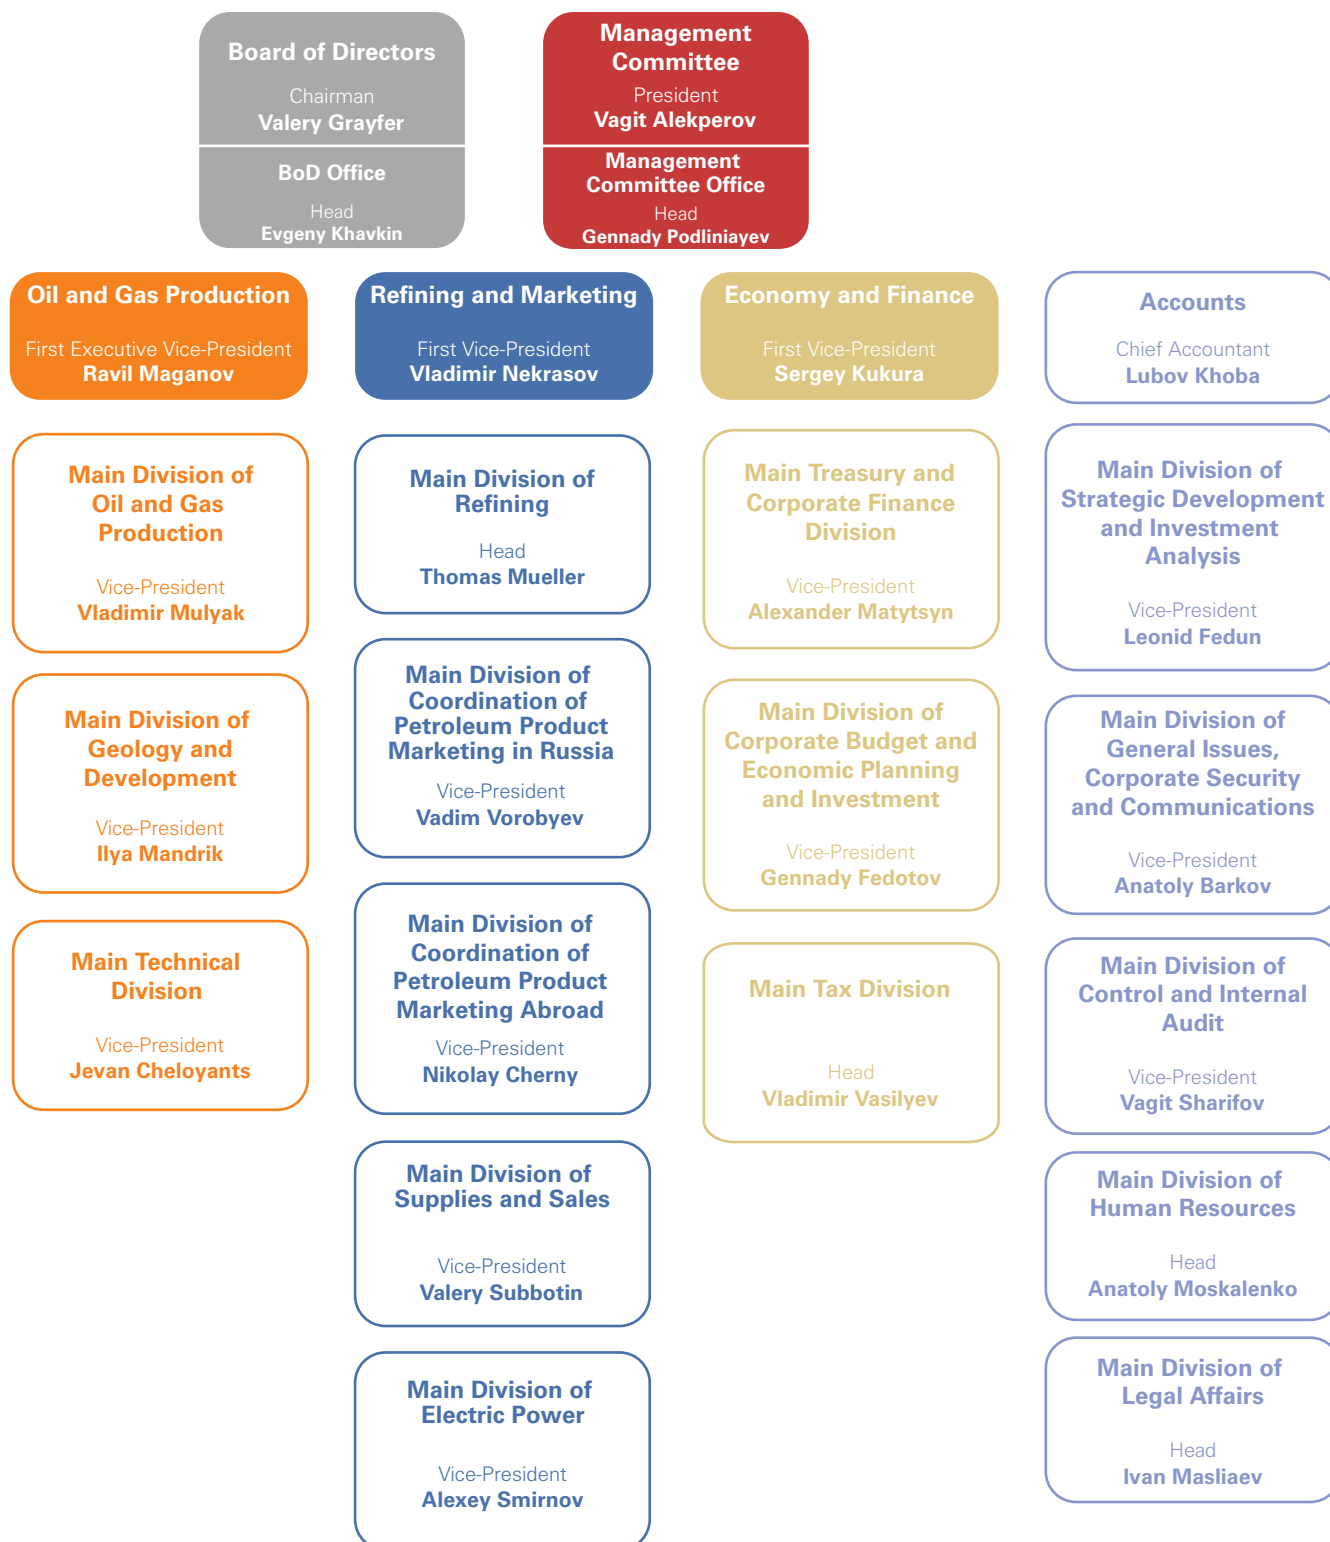 Board of Directors
Chairman
Valery Grayfer
BoD Office
Head
Evgeny Khavkin
Management
Committee
President
Vagit Alekperov
Management
Committee Office
Head
Gennady Podliniayev
Oil and Gas Production
First Executive Vice-President
Ravil Maganov
Main Division of
Oil and Gas
Production
Vice-President
Vladimir Mulyak
Main Division of
Geology and
Development
Vice-President
Ilya Mandrik
Main Technical
Division
Vice-President
Jevan Cheloyants
Refining and Marketing
First Vice-President
Vladimir Nekrasov
Main Division of
Refining
Head
Thomas Mueller
Main Division of
Coordination of
Petroleum Product
Marketing in Russia
Vice-President
Vadim Vorobyev
Main Division of
Coordination of
Petroleum Product
Marketing Abroad
Vice-President
Nikolay Cherny
Main Division of
Supplies and Sales
Vice-President
Valery Subbotin
Main Division of
Electric Power
Vice-President
Alexey Smirnov
Economy and Finance
First Vice-President
Sergey Kukura
Main Treasury and
Corporate Finance
Division
Vice-President
Alexander Matytsyn
Main Division of
Corporate Budget and
Economic Planning
and Investment
Vice-President
Gennady Fedotov
Main Tax Division
Head
Vladimir Vasilyev
Accounts
Chief Accountant
Lubov Khoba
Main Division of
Strategic Development
and Investment
Analysis
Vice-President
Leonid Fedun
Main Division of
General Issues,
Corporate Security
and Communications
Vice-President
Anatoly Barkov
Main Division of
Control and Internal
Audit
Vice-President
Vagit Sharifov
Main Division of
Human Resources
Head
Anatoly Moskalenko
Main Division of
Legal Affairs
Head
Ivan Masliaev